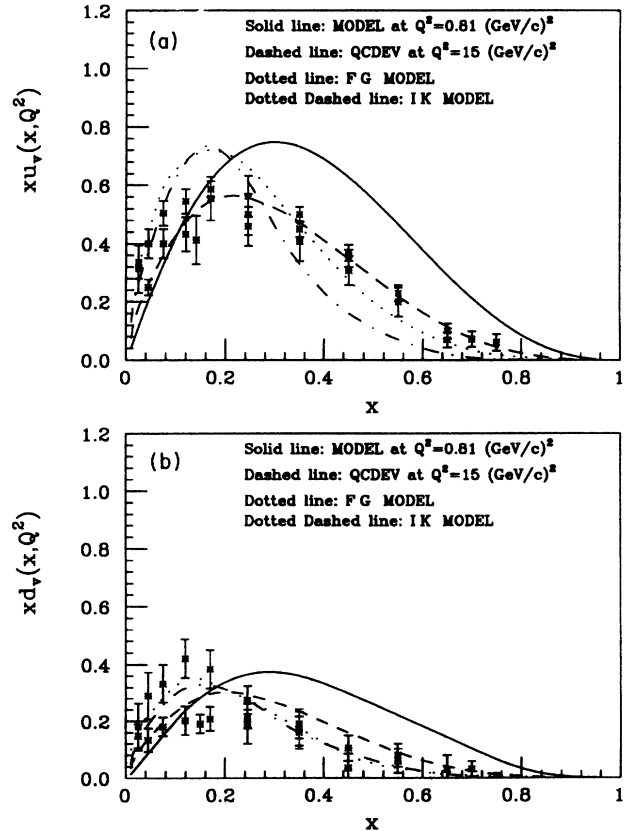 (a)
Solid line: MODEL at Q²=0.81 (GeV/c)²
Dashed line: QCDEV at Q²=15 (GeV/c)²
Dotted line: FG MODEL
Dotted Dashed line: IK MODEL
xu_v(x,Q²)
1.2
1.0
0.8
0.6
0.4
0.2
0.0
0 0.2 0.4 0.6 0.8 1
x
(b)
Solid line: MODEL at Q²=0.81 (GeV/c)²
Dashed line: QCDEV at Q²=15 (GeV/c)²
Dotted line: FG MODEL
Dotted Dashed line: IK MODEL
xd_v(x,Q²)
1.2
1.0
0.8
0.6
0.4
0.2
0.0
0 0.2 0.4 0.6 0.8 1
x